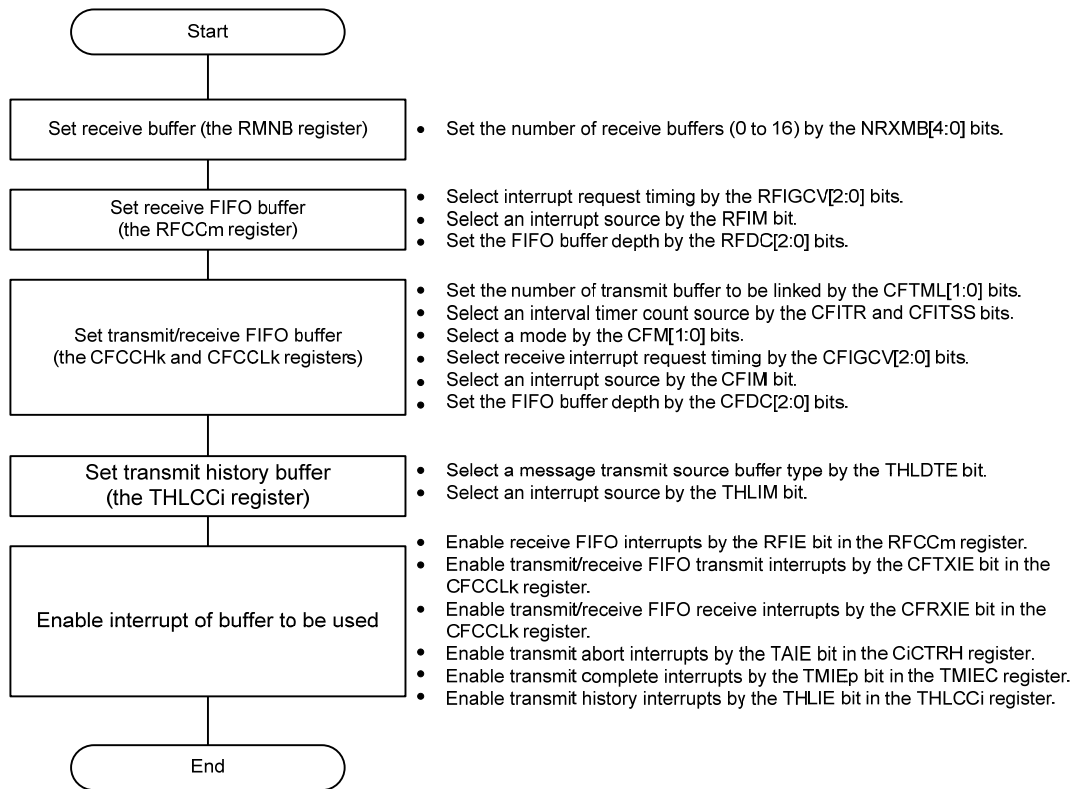 Start
Set receive buffer (the RMNB register)
• Set the number of receive buffers (0 to 16) by the NRXMB[4:0] bits.
Set receive FIFO buffer
(the RFCCm register)
• Select interrupt request timing by the RFIGCV[2:0] bits.
• Select an interrupt source by the RFIM bit.
• Set the FIFO buffer depth by the RFDC[2:0] bits.
Set transmit/receive FIFO buffer
(the CFCCHk and CFCCLk registers)
• Set the number of transmit buffer to be linked by the CFTML[1:0] bits.
• Select an interval timer count source by the CFITR and CFITSS bits.
• Select a mode by the CFM[1:0] bits.
• Select receive interrupt request timing by the CFIGCV[2:0] bits.
• Select an interrupt source by the CFIM bit.
• Set the FIFO buffer depth by the CFDC[2:0] bits.
Set transmit history buffer
(the THLCCi register)
• Select a message transmit source buffer type by the THLDTE bit.
• Select an interrupt source by the THLIM bit.
Enable interrupt of buffer to be used
• Enable receive FIFO interrupts by the RFIE bit in the RFCCm register.
• Enable transmit/receive FIFO transmit interrupts by the CFTXIE bit in the
CFCCLk register.
• Enable transmit/receive FIFO receive interrupts by the CFRXIE bit in the
CFCCLk register.
• Enable transmit abort interrupts by the TAIE bit in the CiCTRH register.
• Enable transmit complete interrupts by the TMIEp bit in the TMIEC register.
• Enable transmit history interrupts by the THLIE bit in the THLCCi register.
End